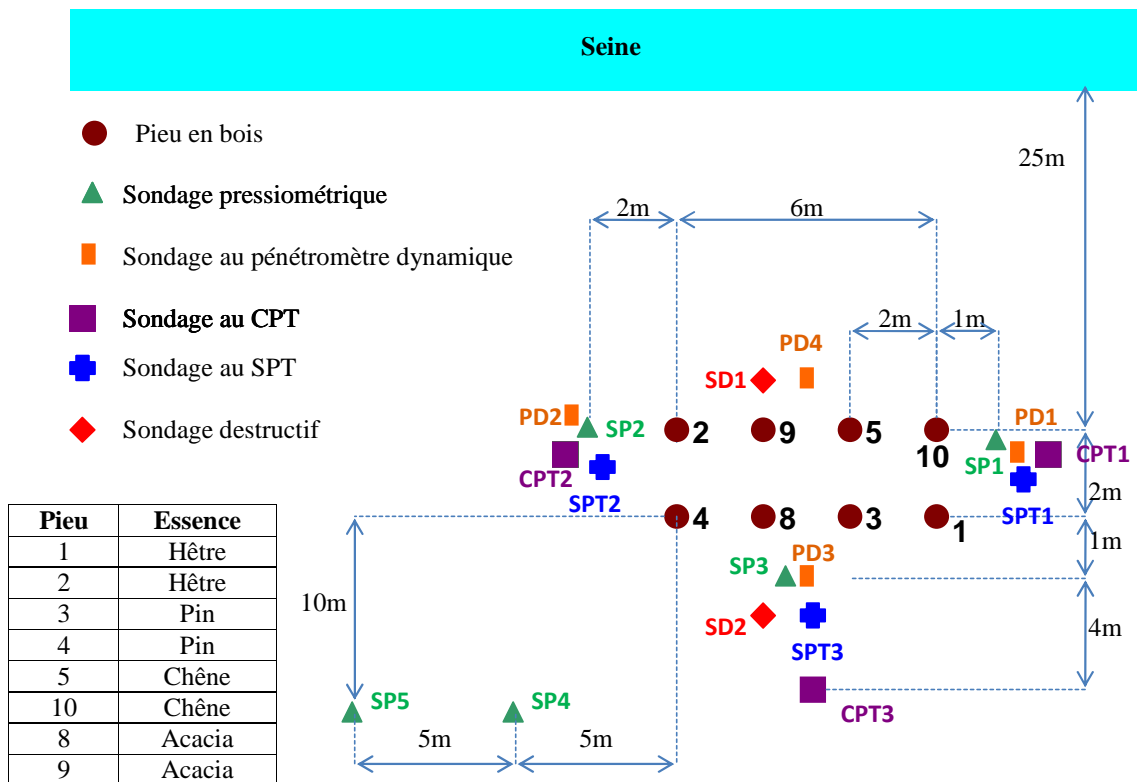 Seine
Pieu en bois
Sondage pressiométrique
Sondage au pénétromètre dynamique
Sondage au CPT
Sondage au SPT
Sondage destructif
25m
2m
6m
2m
1m
PD4
SD1
PD2
SP2
2
9
5
10
PD1
SP1
CPT1
CPT2
SPT2
SPT1
2m
4
8
3
1
1m
PD3
SP3
SD2
SPT3
4m
CPT3
10m
SP5
SP4
5m
5m
Pieu Essence
1 Hêtre
2 Hêtre
3 Pin
4 Pin
5 Chêne
10 Chêne
8 Acacia
9 Acacia